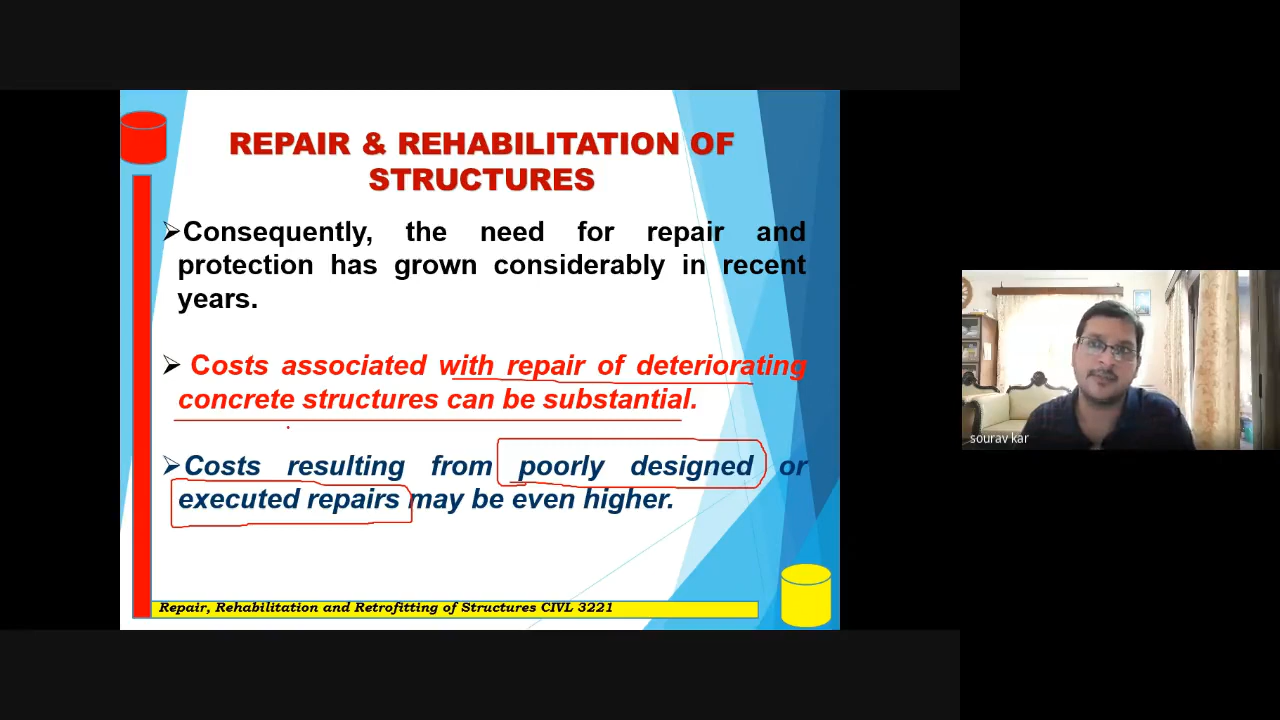 REPAIR & REHABILITATION OF
STRUCTURES
➢Consequently, the need for repair and
protection has grown considerably in recent
years.
➢ Costs associated with repair of deteriorating
concrete structures can be substantial.
➢Costs resulting from poorly designed or
executed repairs may be even higher.
Repair, Rehabilitation and Retrofitting of Structures CIVL 3221
sourav kar